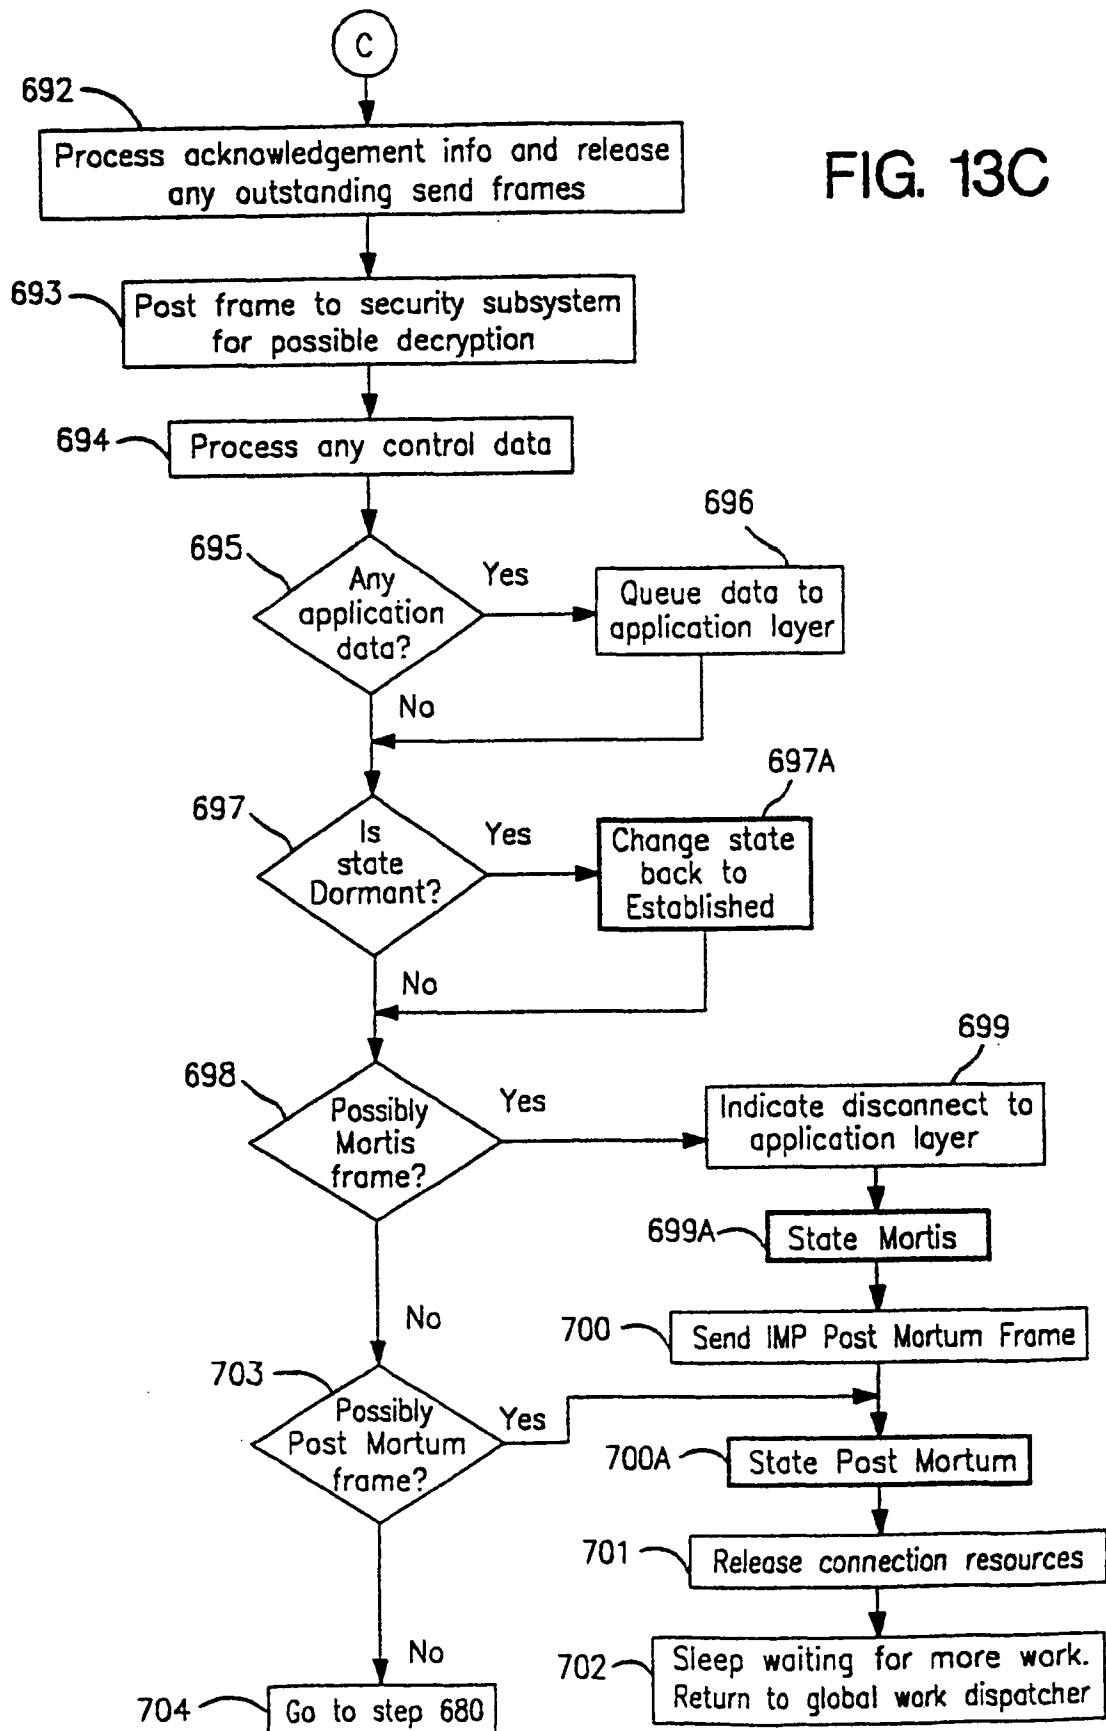 C
692
Process acknowledgement info and release
any outstanding send frames
FIG. 13C
693
Post frame to security subsystem
for possible decryption
694
Process any control data
695
Any
application
data?
Yes
No
696
Queue data to
application layer
697
Is
state
Dormant?
Yes
No
697A
Change state
back to
Established
698
Possibly
Mortis
frame?
Yes
No
699
Indicate disconnect to
application layer
699A
State Mortis
700
Send IMP Post Mortum Frame
703
Possibly
Post Mortum
frame?
Yes
No
700A
State Post Mortum
701
Release connection resources
702
Sleep waiting for more work.
Return to global work dispatcher
704
Go to step 680